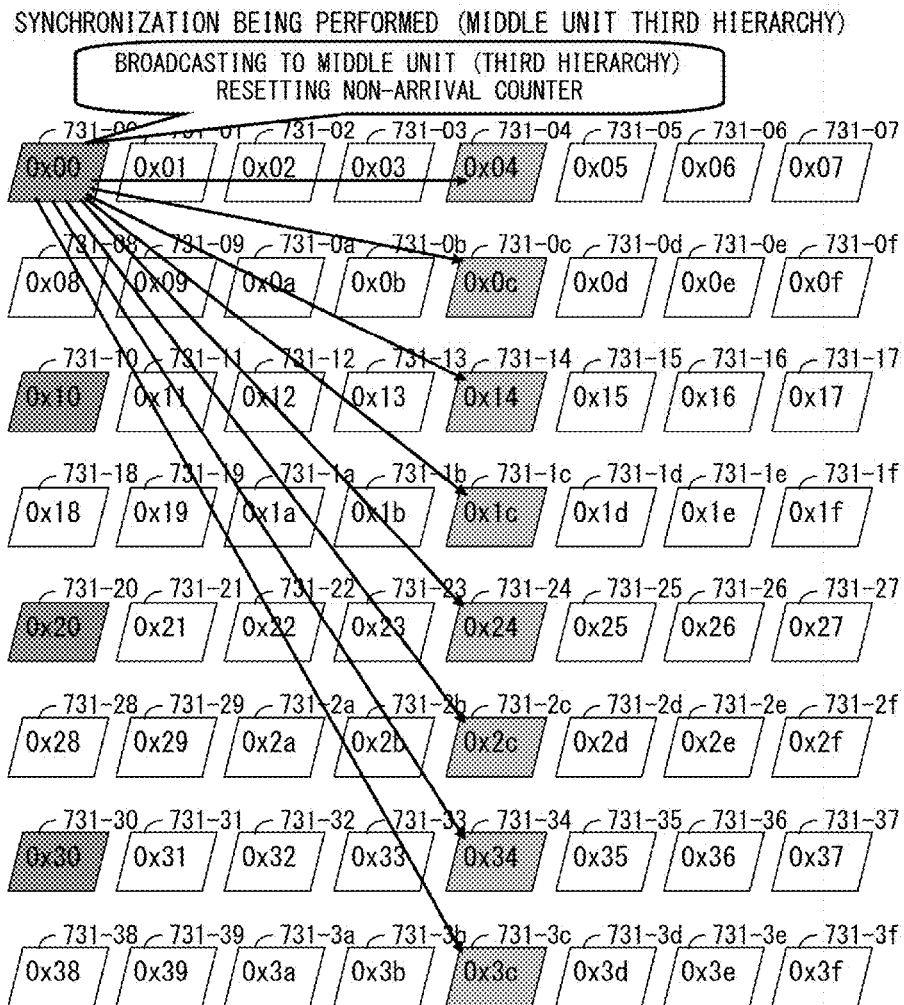 SYNCHRONIZATION BEING PERFORMED (MIDDLE UNIT THIRD HIERARCHY)
BROADCASTING TO MIDDLE UNIT (THIRD HIERARCHY)
RESETTING NON-ARRIVAL COUNTER
731-00 731-01 731-02 731-03 731-04 731-05 731-06 731-07
0x00 0x01 0x02 0x03 0x04 0x05 0x06 0x07
731-08 731-09 731-0a 731-0b 731-0c 731-0d 731-0e 731-0f
0x08 0x09 0x0a 0x0b 0x0c 0x0d 0x0e 0x0f
731-10 731-11 731-12 731-13 731-14 731-15 731-16 731-17
0x10 0x11 0x12 0x13 0x14 0x15 0x16 0x17
731-18 731-19 731-1a 731-1b 731-1c 731-1d 731-1e 731-1f
0x18 0x19 0x1a 0x1b 0x1c 0x1d 0x1e 0x1f
731-20 731-21 731-22 731-23 731-24 731-25 731-26 731-27
0x20 0x21 0x22 0x23 0x24 0x25 0x26 0x27
731-28 731-29 731-2a 731-2b 731-2c 731-2d 731-2e 731-2f
0x28 0x29 0x2a 0x2b 0x2c 0x2d 0x2e 0x2f
731-30 731-31 731-32 731-33 731-34 731-35 731-36 731-37
0x30 0x31 0x32 0x33 0x34 0x35 0x36 0x37
731-38 731-39 731-3a 731-3b 731-3c 731-3d 731-3e 731-3f
0x38 0x39 0x3a 0x3b 0x3c 0x3d 0x3e 0x3f